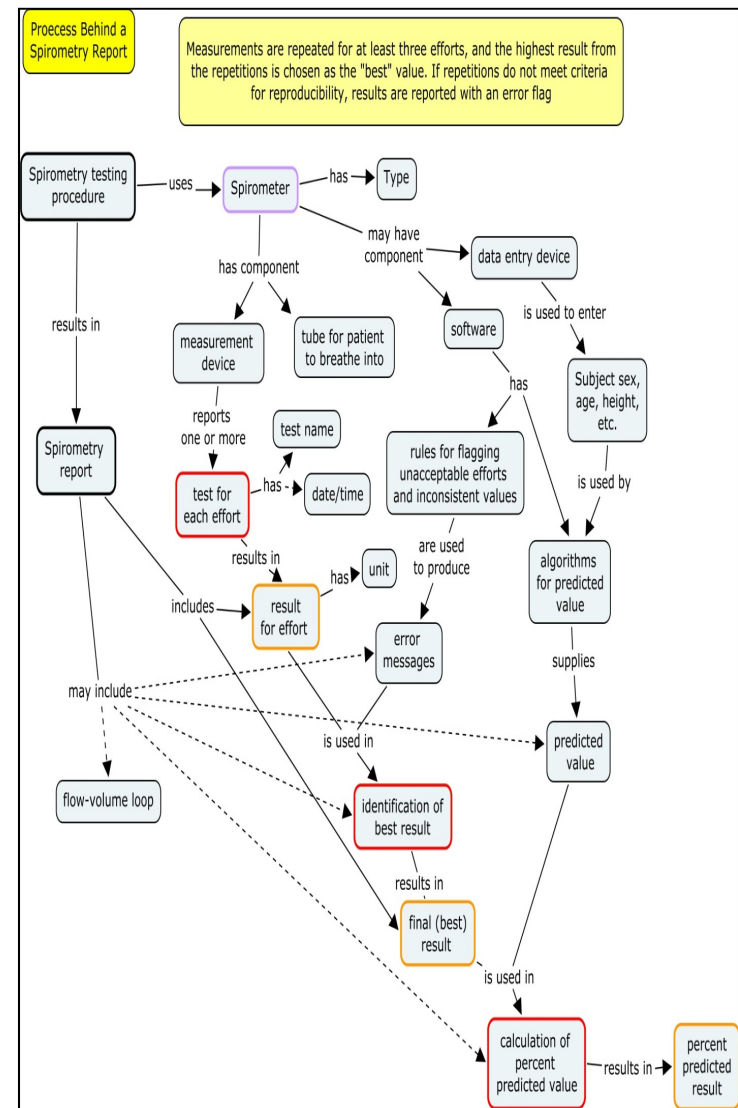 Proecess Behind a
Spirometry Report
Measurements are repeated for at least three efforts, and the highest result from
the repetitions is chosen as the "best" value. If repetitions do not meet criteria
for reproducibility, results are reported with an error flag
Spirometry testing
procedure
uses
Spirometer
has
Type
may have
component
data entry device
has component
is used to enter
results in
measurement
device
tube for patient
to breathe into
software
Subject sex,
age, height,
etc.
has
reports
one or more
test name
Spirometry
report
rules for flagging
unacceptable efforts
and inconsistent values
is used by
test for
each effort
has
date/time
are used
to produce
results in
algorithms
for predicted
value
has
unit
includes
result
for effort
error
messages
supplies
may include
is used in
predicted
value
flow-volume loop
identification of
best result
results in
final (best)
result
is used in
calculation of
percent
predicted value
results in
percent
predicted
result